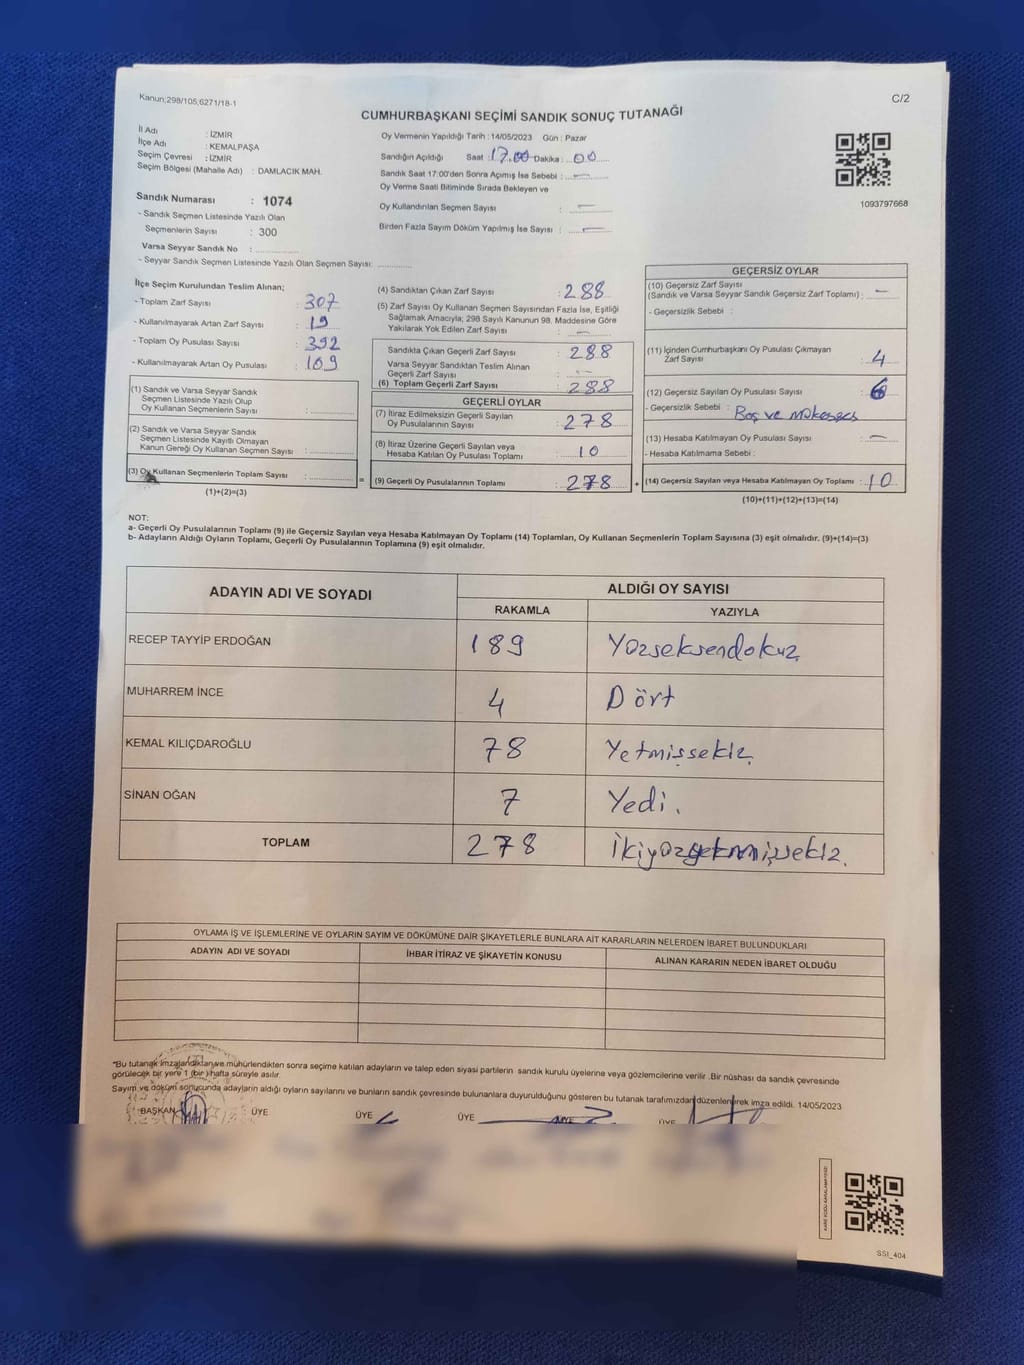 Kanun;298/105,6271/18-1
C/2
CUMHURBAŞKANI SEÇİMİ SANDIK SONUÇ TUTANAĞI
İl Adı : İZMİR
İlçe Adı : KEMALPAŞA
Seçim Çevresi : İZMİR
Seçim Bölgesi (Mahalle Adı) : DAMLACIK MAH.
Sandık Numarası : 1074
- Sandık Seçmen Listesinde Yazılı Olan
Seçmenlerin Sayısı : 300
Varsa Seyyar Sandık No :
- Seyyar Sandık Seçmen Listesinde Yazılı Olan Seçmen Sayısı:
Oy Vermenin Yapıldığı Tarih : 14/05/2023 Gün : Pazar
Sandığın Açıldığı Saat : 17.00 Dakika : 00
Sandık Saat 17:00'den Sonra Açımış İse Sebebi : —
Oy Verme Saati Bitiminde Sırada Bekleyen ve
Oy Kullandırılan Seçmen Sayısı : —
Birden Fazla Sayım Döküm Yapılmış İse Sayısı : —
1093797668
İlçe Seçim Kurulundan Teslim Alınan;
- Toplam Zarf Sayısı : 307
- Kullanılmayarak Artan Zarf Sayısı : 19
- Toplam Oy Pusulası Sayısı : 392
- Kullanılmayarak Artan Oy Pusulası : 109
(1) Sandık ve Varsa Seyyar Sandık
Seçmen Listesinde Yazılı Olup
Oy Kullanan Seçmenlerin Sayısı :
(2) Sandık ve Varsa Seyyar Sandık
Seçmen Listesinde Kayıtlı Olmayan
Kanun Gereği Oy Kullanan Seçmen Sayısı :
(3) Oy Kullanan Seçmenlerin Toplam Sayısı :
(1)+(2)=(3)
(4) Sandıktan Çıkan Zarf Sayısı : 288
(5) Zarf Sayısı Oy Kullanan Seçmen Sayısından Fazla İse, Eşitliği
Sağlamak Amacıyla; 298 Sayılı Kanunun 98. Maddesine Göre
Yakılarak Yok Edilen Zarf Sayısı : —
Sandıkta Çıkan Geçerli Zarf Sayısı : 288
Varsa Seyyar Sandıktan Teslim Alınan
Geçerli Zarf Sayısı : —
(6) Toplam Geçerli Zarf Sayısı : 288
GEÇERLİ OYLAR
(7) İtiraz Edilmeksizin Geçerli Sayılan
Oy Pusulalarının Sayısı : 278
(8) İtiraz Üzerine Geçerli Sayılan veya
Hesaba Katılan Oy Pusulası Toplamı : 10
= (9) Geçerli Oy Pusulalarının Toplamı : 278
GEÇERSİZ OYLAR
(10) Geçersiz Zarf Sayısı
(Sandık ve Varsa Seyyar Sandık Geçersiz Zarf Toplamı) : —
- Geçersizlik Sebebi :
(11) İçinden Cumhurbaşkanı Oy Pusulası Çıkmayan
Zarf Sayısı : 4
(12) Geçersiz Sayılan Oy Pusulası Sayısı : 6
- Geçersizlik Sebebi : Boş ve
(13) Hesaba Katılmayan Oy Pusulası Sayısı : —
- Hesaba Katılmama Sebebi :
+ (14) Geçersiz Sayılan veya Hesaba Katılmayan Oy Toplamı : 10
(10)+(11)+(12)+(13)=(14)
NOT:
a- Geçerli Oy Pusulalarının Toplamı (9) ile Geçersiz Sayılan veya Hesaba Katılmayan Oy Toplamı (14) Toplamları, Oy Kullanan Seçmenlerin Toplam Sayısına (3) eşit olmalıdır. (9)+(14)=(3)
b- Adayların Aldığı Oyların Toplamı, Geçerli Oy Pusulalarının Toplamına (9) eşit olmalıdır.
ADAYIN ADI VE SOYADI
ALDIĞI OY SAYISI
RAKAMLA YAZIYLA
RECEP TAYYİP ERDOĞAN 189 Yüzseksendokuz
MUHARREM İNCE 4 Dört
KEMAL KILIÇDAROĞLU 78 Yetmişsekiz
SİNAN OĞAN 7 Yedi.
TOPLAM 278 İkiyüzyetmişsekiz.
OYLAMA İŞ VE İŞLEMLERİNE VE OYLARIN SAYIM VE DÖKÜMÜNE DAİR ŞİKAYETLERLE BUNLARA AİT KARARLARIN NELERDEN İBARET BULUNDUKLARI
ADAYIN ADI VE SOYADI İHBAR İTİRAZ VE ŞİKAYETİN KONUSU ALINAN KARARIN NEDEN İBARET OLDUĞU
*Bu tutanak imzalandıktan ve mühürlendikten sonra seçime katılan adayların ve talep eden siyasi partilerin sandık kurulu üyelerine veya gözlemcilerine verilir .Bir nüshası da sandık çevresinde
görülecek bir yere 1 (bir) hafta süreyle asılır.
Sayım ve döküm sonucunda adayların aldığı oyların sayılarını ve bunların sandık çevresinde bulunanlara duyurulduğunu gösteren bu tutanak tarafımızdan düzenlenerek imza edildi. 14/05/2023
BAŞKAN ÜYE ÜYE ÜYE ÜYE ÜYE
SSI_404